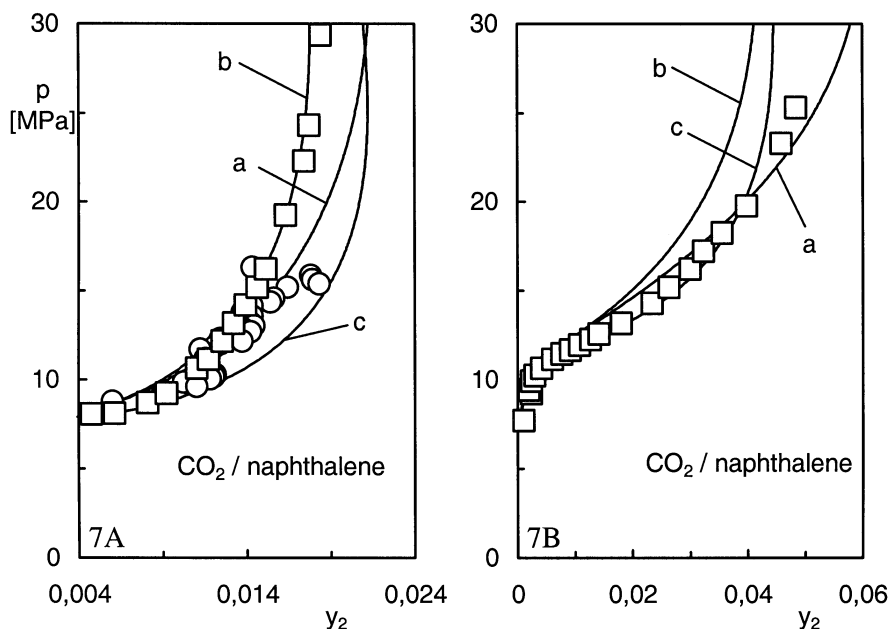 30
p
[MPa]
20
10
0
b
a
c
CO2 / naphthalene
7A
0,004
0,014
0,024
y2
30
20
10
0
b
c
a
CO2 / naphthalene
7B
0
0,02
0,04
0,06
y2